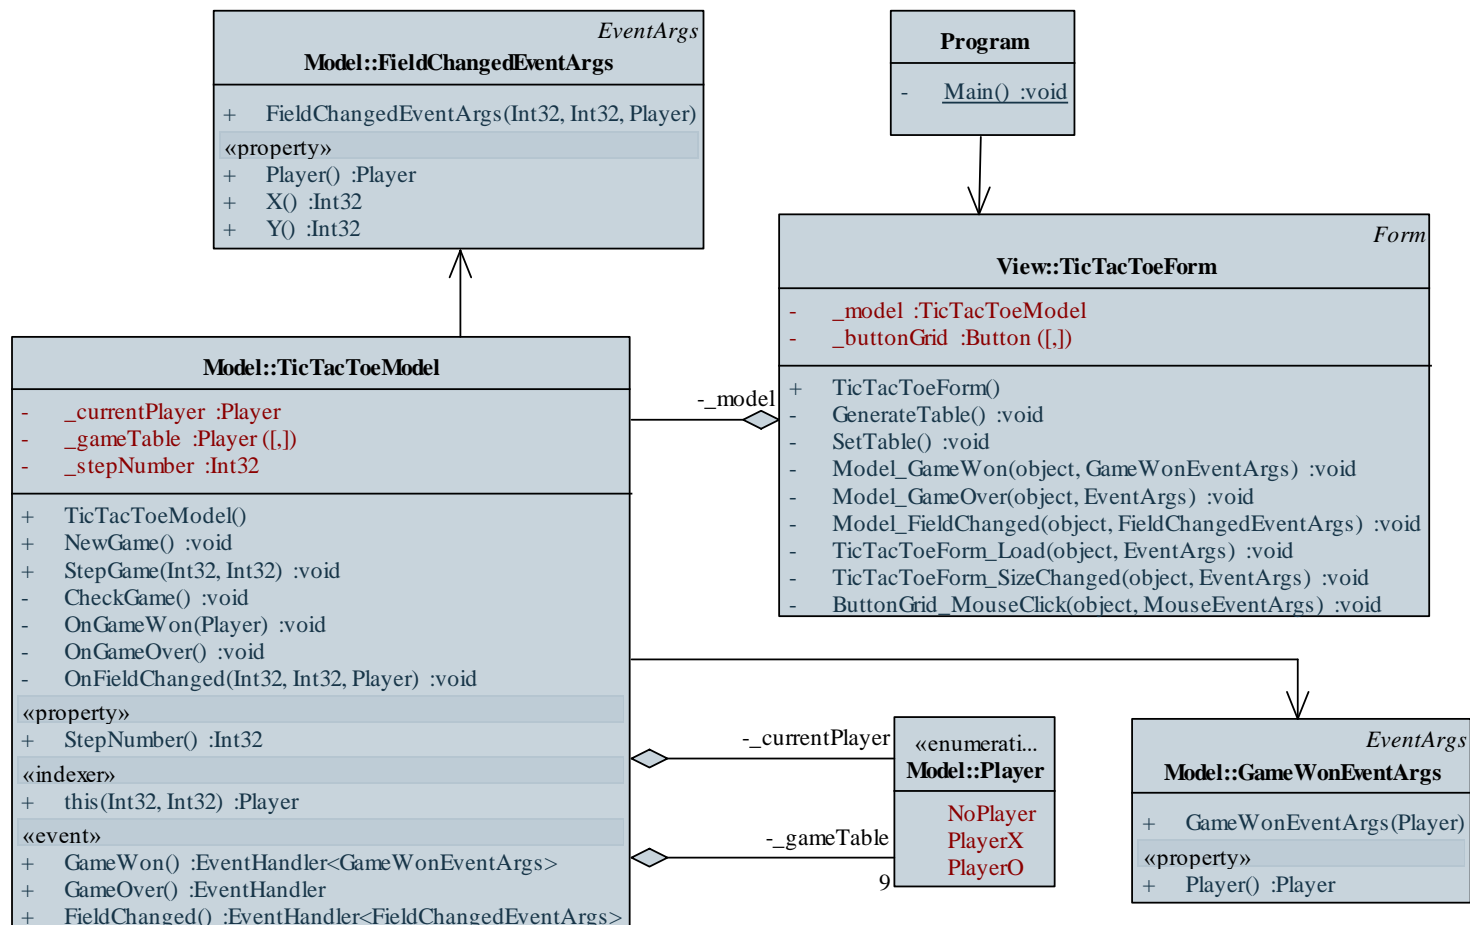 EventArgs
Model::FieldChangedEventArgs
+ FieldChangedEventArgs(Int32, Int32, Player)
«property»
+ Player() :Player
+ X() :Int32
+ Y() :Int32
Program
- Main() :void
Form
View::TicTacToeForm
- _model :TicTacToeModel
- _buttonGrid :Button ([,])
+ TicTacToeForm()
- GenerateTable() :void
- SetTable() :void
- Model_GameWon(object, GameWonEventArgs) :void
- Model_GameOver(object, EventArgs) :void
- Model_FieldChanged(object, FieldChangedEventArgs) :void
- TicTacToeForm_Load(object, EventArgs) :void
- TicTacToeForm_SizeChanged(object, EventArgs) :void
- ButtonGrid_MouseClick(object, MouseEventArgs) :void
-_model
Model::TicTacToeModel
- _currentPlayer :Player
- _gameTable :Player ([,])
- _stepNumber :Int32
+ TicTacToeModel()
+ NewGame() :void
+ StepGame(Int32, Int32) :void
- CheckGame() :void
- OnGameWon(Player) :void
- OnGameOver() :void
- OnFieldChanged(Int32, Int32, Player) :void
«property»
+ StepNumber() :Int32
«indexer»
+ this(Int32, Int32) :Player
«event»
+ GameWon() :EventHandler<GameWonEventArgs>
+ GameOver() :EventHandler
+ FieldChanged() :EventHandler<FieldChangedEventArgs>
-_currentPlayer
-_gameTable
9
«enumerati...
Model::Player
NoPlayer
PlayerX
PlayerO
EventArgs
Model::GameWonEventArgs
+ GameWonEventArgs(Player)
«property»
+ Player() :Player